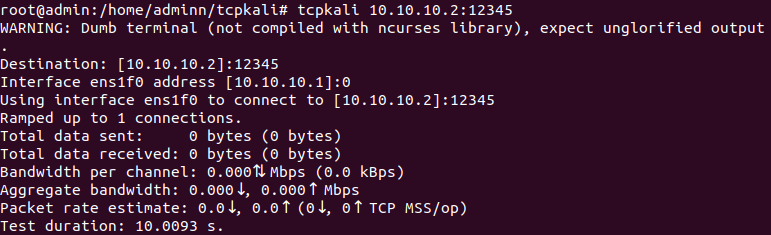 root@admin:/home/adminn/tcpkali# tcpkali 10.10.10.2:12345
WARNING: Dumb terminal (not compiled with ncurses library), expect unglorified output
.
Destination: [10.10.10.2]:12345
Interface ens1f0 address [10.10.10.1]:0
Using interface ens1f0 to connect to [10.10.10.2]:12345
Ramped up to 1 connections.
Total data sent:     0 bytes (0 bytes)
Total data received: 0 bytes (0 bytes)
Bandwidth per channel: 0.000⇅ Mbps (0.0 kBps)
Aggregate bandwidth: 0.000↓, 0.000↑ Mbps
Packet rate estimate: 0.0↓, 0.0↑ (0↓, 0↑ TCP MSS/op)
Test duration: 10.0093 s.